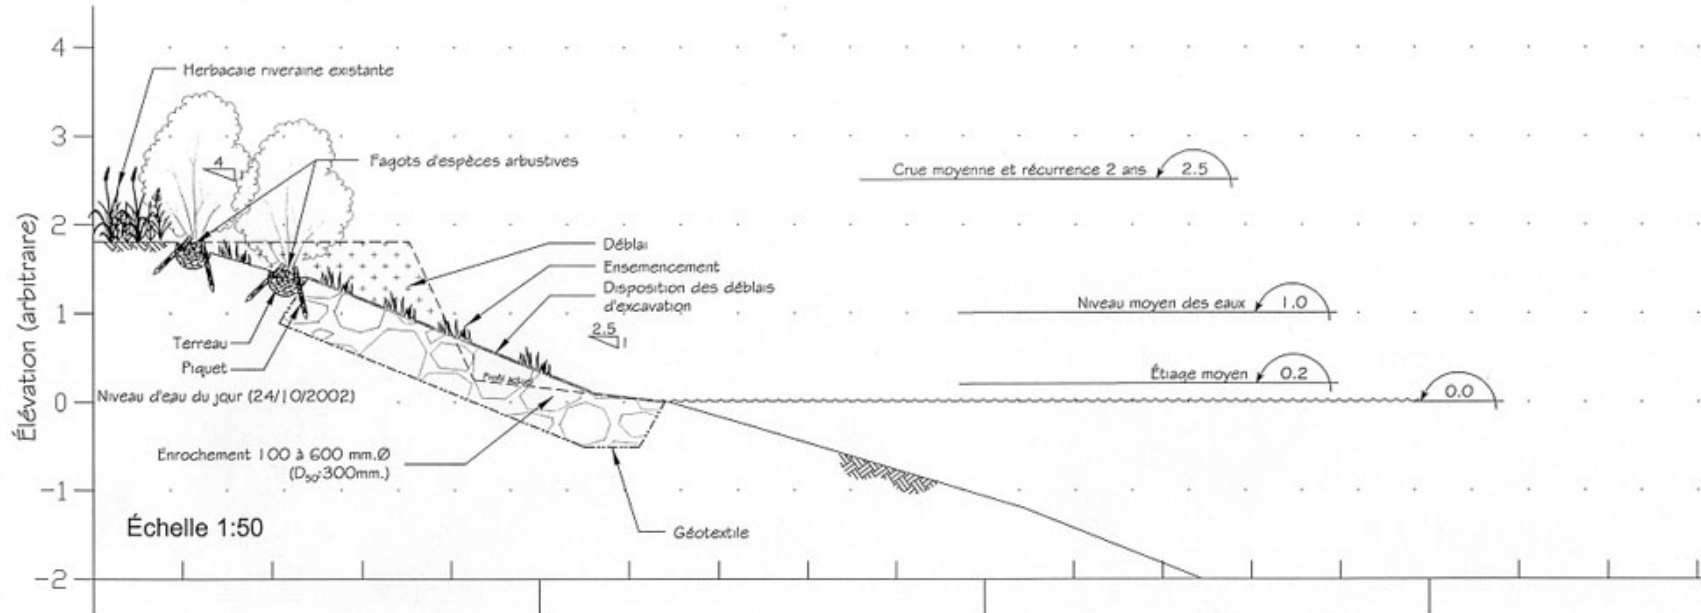 4
Herbacaie riveraine existante
3
4
1
Fagots d'espèces arbustives
Crue moyenne et récurrence 2 ans 2.5
2
Déblai
Ensemencement
Disposition des déblais
d'excavation
Niveau moyen des eaux 1.0
1
2.5
1
Terreau
Piquet
Profil actuel
Étiage moyen 0.2
Niveau d'eau du jour (24/10/2002)
0
0.0
Élévation (arbitraire)
Enrochement 100 à 600 mm.Ø
(D50:300mm.)
-1
Échelle 1:50
Géotextile
-2